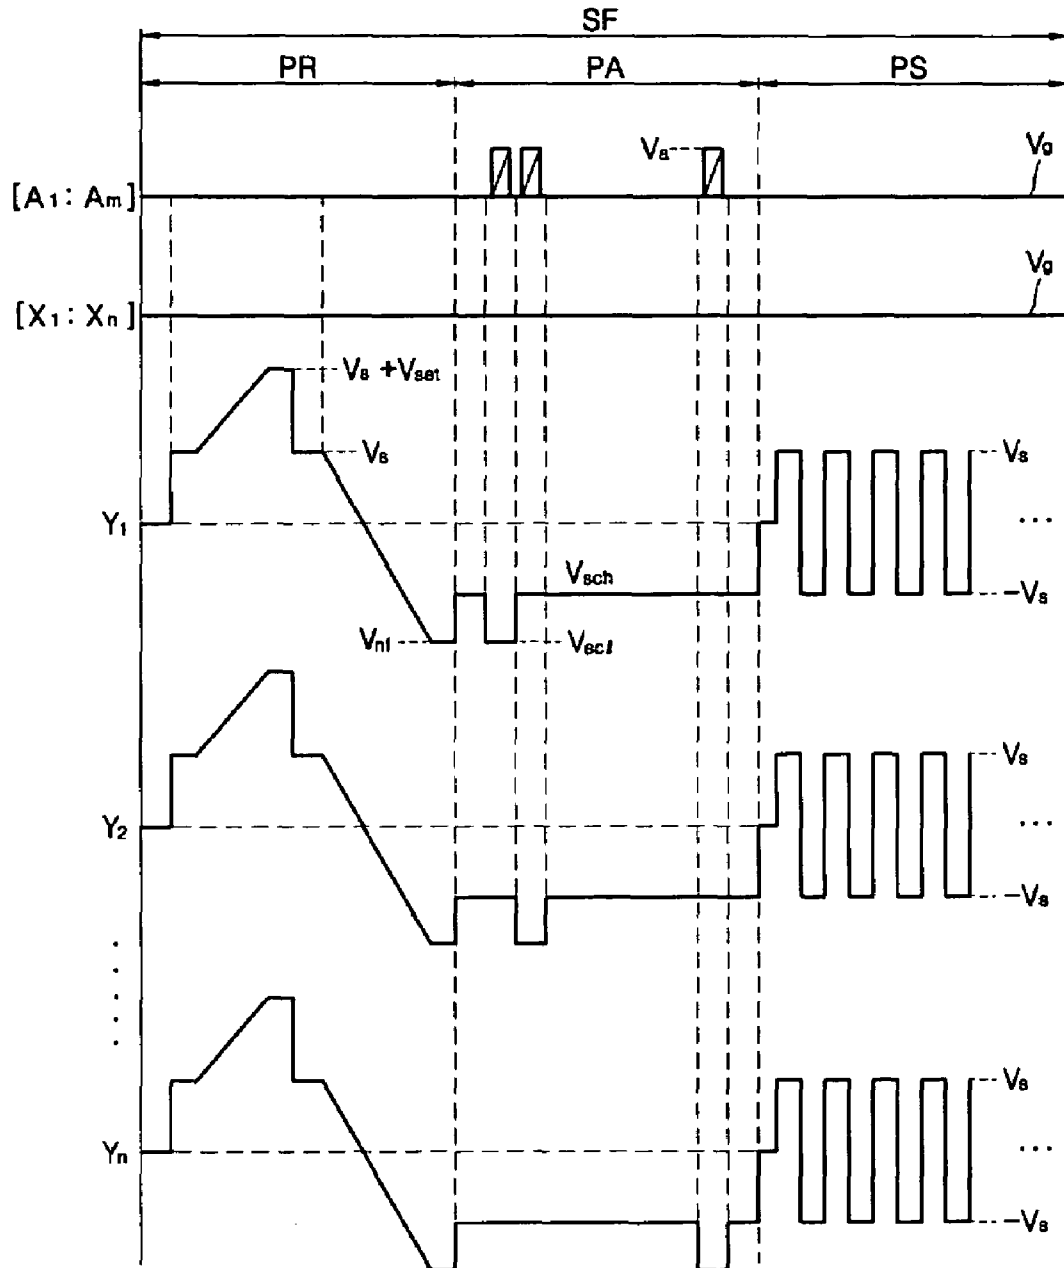 SF
PR PA PS
Va
Vg
[A1: Am]
Vg
[X1: Xn]
Vs +Vset
Vs
Vs
Y1
...
Vsch
-Vs
Vnf
Vscl
Vs
Y2
...
-Vs
Vs
Yn
...
-Vs